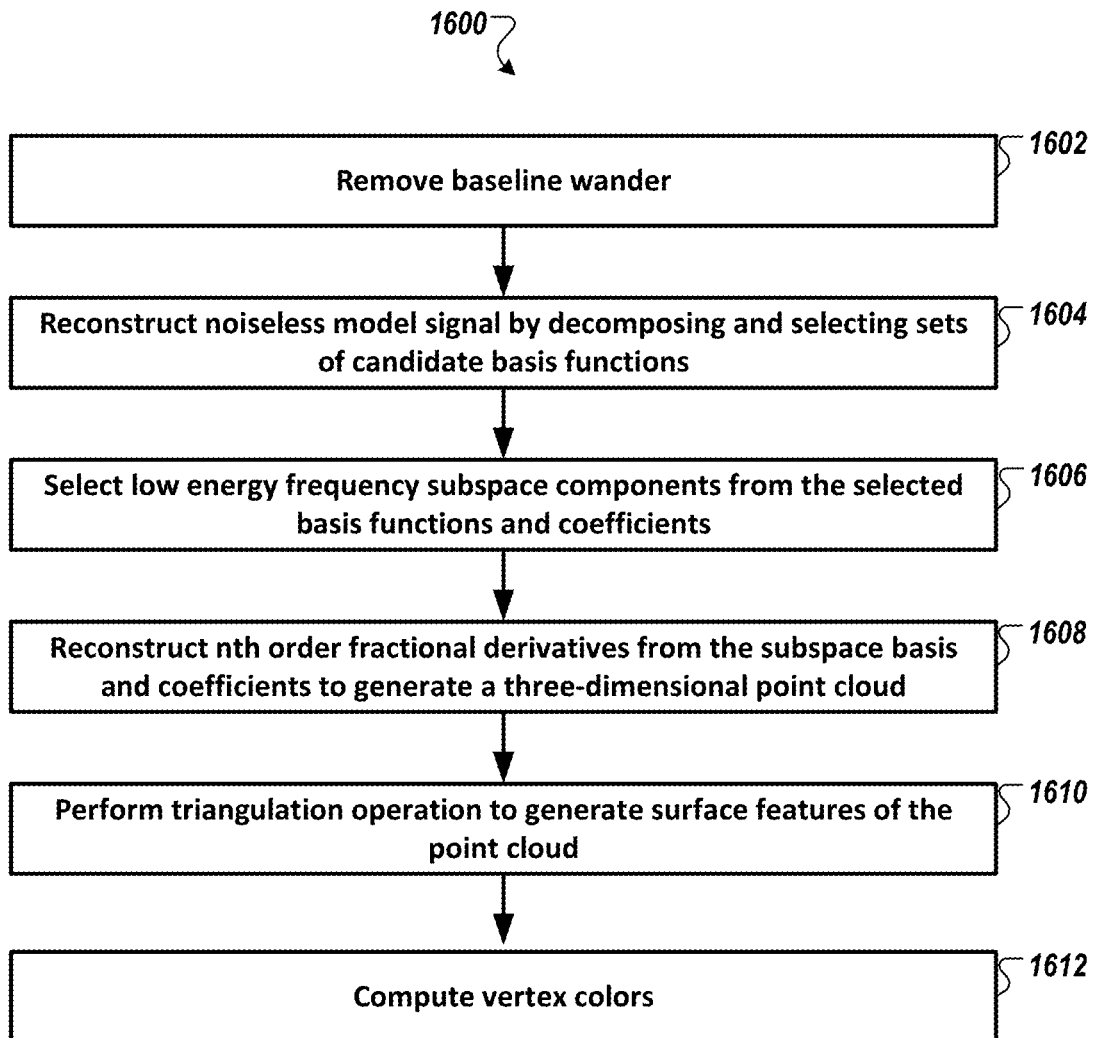 1600
1602
Remove baseline wander
1604
Reconstruct noiseless model signal by decomposing and selecting sets
of candidate basis functions
1606
Select low energy frequency subspace components from the selected
basis functions and coefficients
1608
Reconstruct nth order fractional derivatives from the subspace basis
and coefficients to generate a three-dimensional point cloud
1610
Perform triangulation operation to generate surface features of the
point cloud
1612
Compute vertex colors